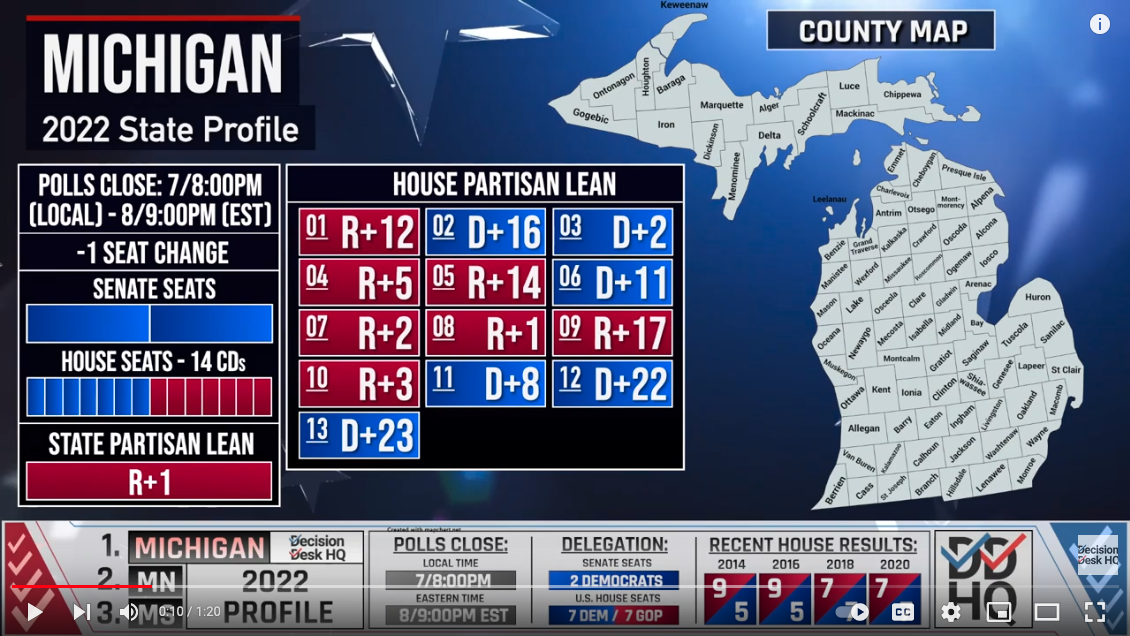 MICHIGAN
2022 State Profile
COUNTY MAP
POLLS CLOSE: 7/8:00PM
(LOCAL) - 8/9:00PM (EST)
-1 SEAT CHANGE
SENATE SEATS
HOUSE SEATS - 14 CDs
STATE PARTISAN LEAN
R+1
HOUSE PARTISAN LEAN
01 R+12 02 D+16 03 D+2
04 R+5 05 R+14 06 D+11
07 R+2 08 R+1 09 R+17
10 R+3 11 D+8 12 D+22
13 D+23
Keweenaw
Ontonagon
Houghton
Baraga
Gogebic
Iron
Marquette
Dickinson
Menominee
Alger
Delta
Schoolcraft
Luce
Mackinac
Chippewa
Emmet
Cheboygan
Presque Isle
Charlevoix
Leelanau
Antrim
Otsego
Mont-
morency
Alpena
Benzie
Grand
Traverse
Kalkaska
Crawford
Oscoda
Alcona
Manistee
Wexford
Missaukee
Roscommon
Ogemaw
Iosco
Arenac
Mason
Lake
Osceola
Clare
Gladwin
Huron
Oceana
Newaygo
Mecosta
Isabella
Midland
Bay
Tuscola
Sanilac
Muskegon
Montcalm
Gratiot
Saginaw
Genesee
Lapeer
St Clair
Ottawa
Kent
Ionia
Clinton
Shia-
wassee
Livingston
Oakland
Macomb
Allegan
Barry
Eaton
Ingham
Van Buren
Kalamazoo
Calhoun
Jackson
Washtenaw
Wayne
Berrien
Cass
St. Joseph
Branch
Hillsdale
Lenawee
Monroe
Created with mapchart.net
1. MICHIGAN
Decision
Desk HQ
2. MN
3. MS
2022
PROFILE
POLLS CLOSE:
LOCAL TIME
7/8:00PM
EASTERN TIME
8/9:00PM EST
DELEGATION:
SENATE SEATS
2 DEMOCRATS
U.S. HOUSE SEATS
7 DEM / 7 GOP
RECENT HOUSE RESULTS:
2014 2016 2018 2020
9 9 7 7
5 5 7
DD
HQ
Decision
Desk HQ
0:10 / 1:20
CC